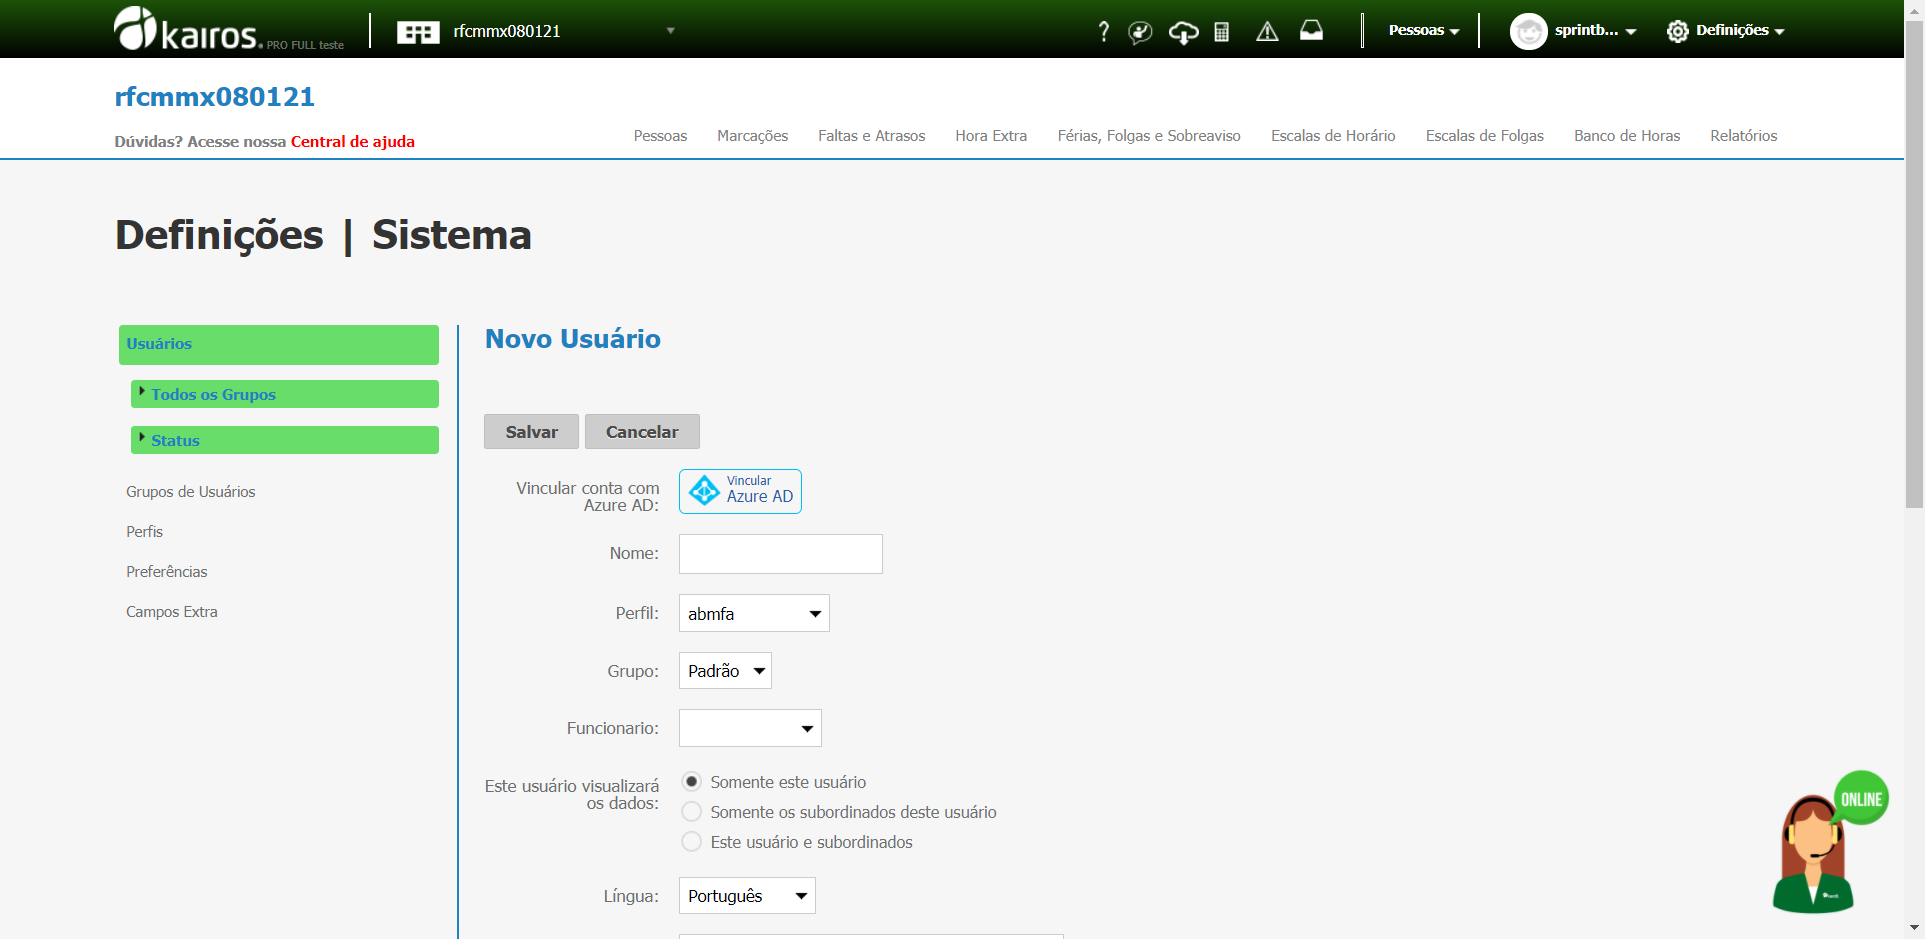 kairos. PRO FULL teste
rfcmmx080121
?
Pessoas
sprintb...
Definições
rfcmmx080121
Dúvidas? Acesse nossa Central de ajuda
Pessoas Marcações Faltas e Atrasos Hora Extra Férias, Folgas e Sobreaviso Escalas de Horário Escalas de Folgas Banco de Horas Relatórios
Definições | Sistema
Usuários
Todos os Grupos
Status
Grupos de Usuários
Perfis
Preferências
Campos Extra
Novo Usuário
Salvar Cancelar
Vincular conta com
Azure AD:
Vincular
Azure AD
Nome:
Perfil: abmfa
Grupo: Padrão
Funcionario:
Este usuário visualizará
os dados:
Somente este usuário
Somente os subordinados deste usuário
Este usuário e subordinados
Língua: Português
ONLINE